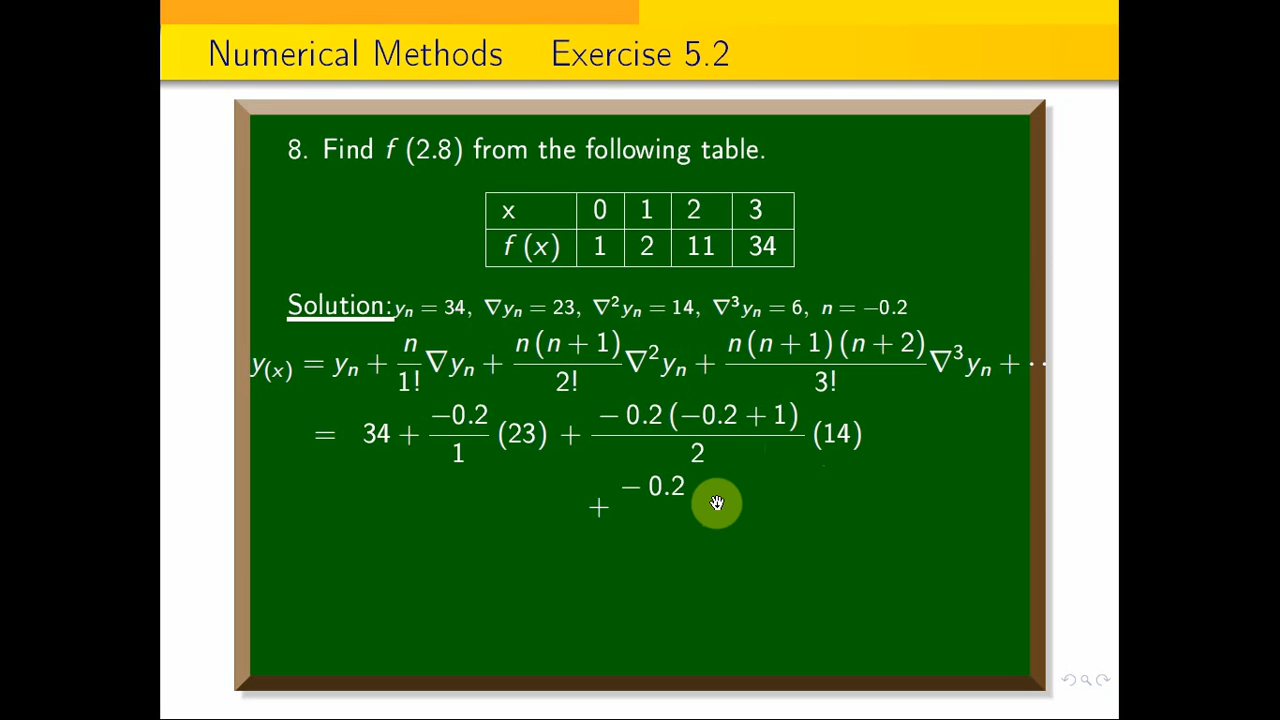 Numerical Methods Exercise 5.2
8. Find f (2.8) from the following table.
x 0 1 2 3
f (x) 1 2 11 34
Solution: yₙ = 34, ∇yₙ = 23, ∇²yₙ = 14, ∇³yₙ = 6, n = −0.2
y₍ₓ₎ = yₙ + n/1! ∇yₙ + n(n + 1)/2! ∇²yₙ + n(n + 1)(n + 2)/3! ∇³yₙ + ··
= 34 + −0.2/1 (23) + −0.2(−0.2 + 1)/2 (14)
+ −0.2